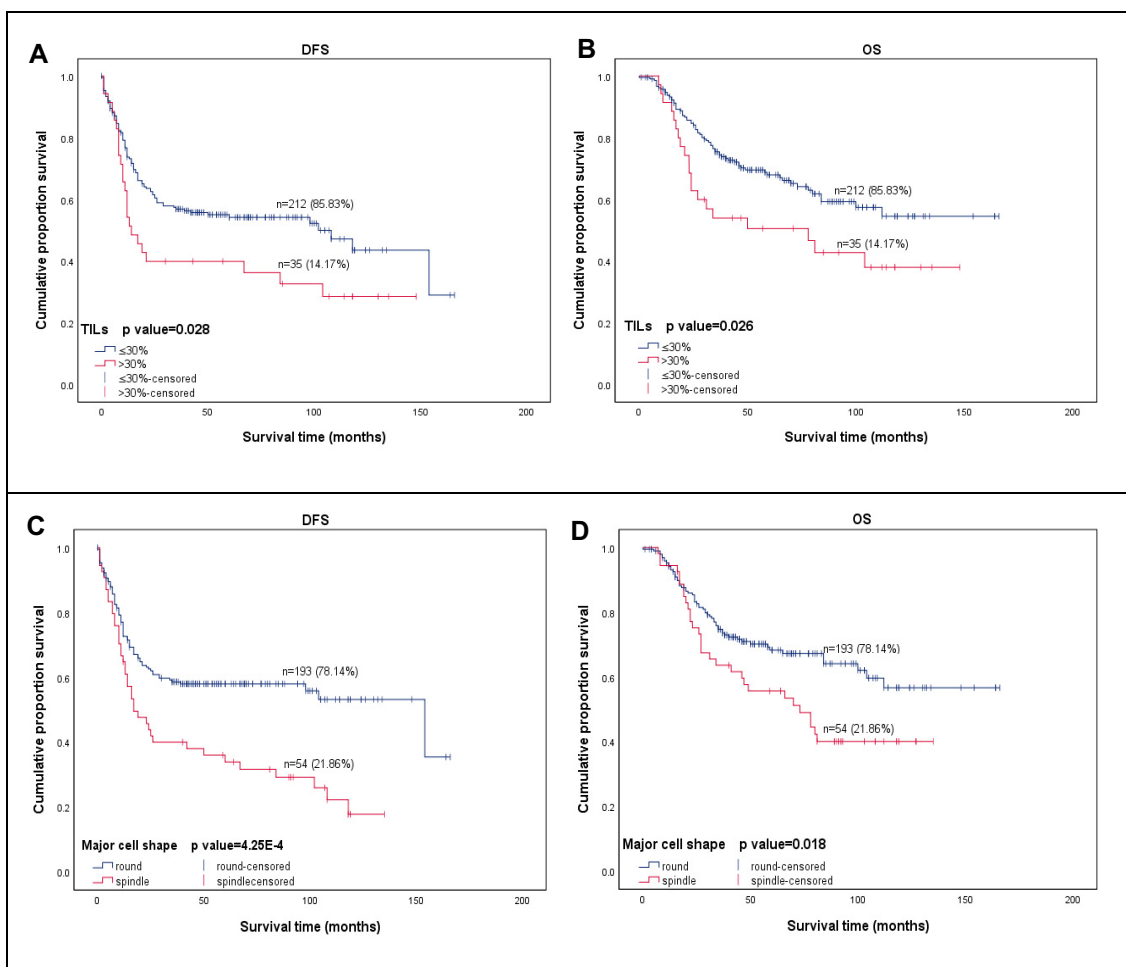 A
DFS
Cumulative proportion survival
1.0
0.8
0.6
0.4
0.2
0.0
n=212 (85.83%)
n=35 (14.17%)
TILs p value=0.028
≤30%
>30%
≤30%-censored
>30%-censored
0 50 100 150 200
Survival time (months)
B
OS
Cumulative proportion survival
1.0
0.8
0.6
0.4
0.2
0.0
n=212 (85.83%)
n=35 (14.17%)
TILs p value=0.026
≤30%
>30%
≤30%-censored
>30%-censored
0 50 100 150 200
Survival time (months)
C
DFS
Cumulative proportion survival
1.0
0.8
0.6
0.4
0.2
0.0
n=193 (78.14%)
n=54 (21.86%)
Major cell shape p value=4.25E-4
round round-censored
spindle spindlecensored
0 50 100 150 200
Survival time (months)
D
OS
Cumulative proportion survival
1.0
0.8
0.6
0.4
0.2
0.0
n=193 (78.14%)
n=54 (21.86%)
Major cell shape p value=0.018
round round-censored
spindle spindle-censored
0 50 100 150 200
Survival time (months)